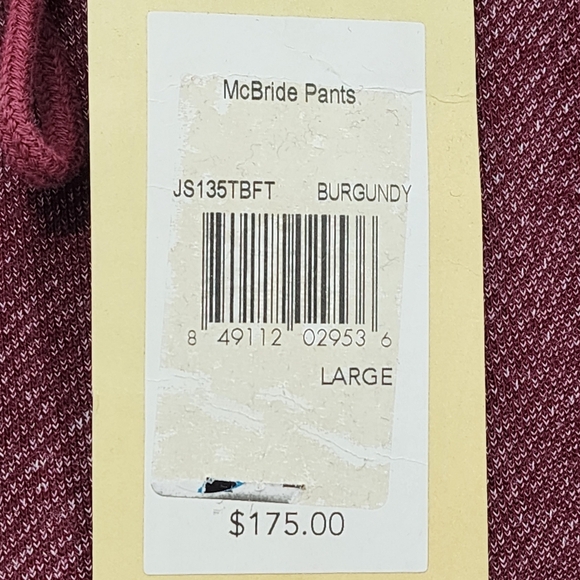 McBride Pants
JS135TBFT BURGUNDY
8 49112 02953 6
LARGE
$175.00